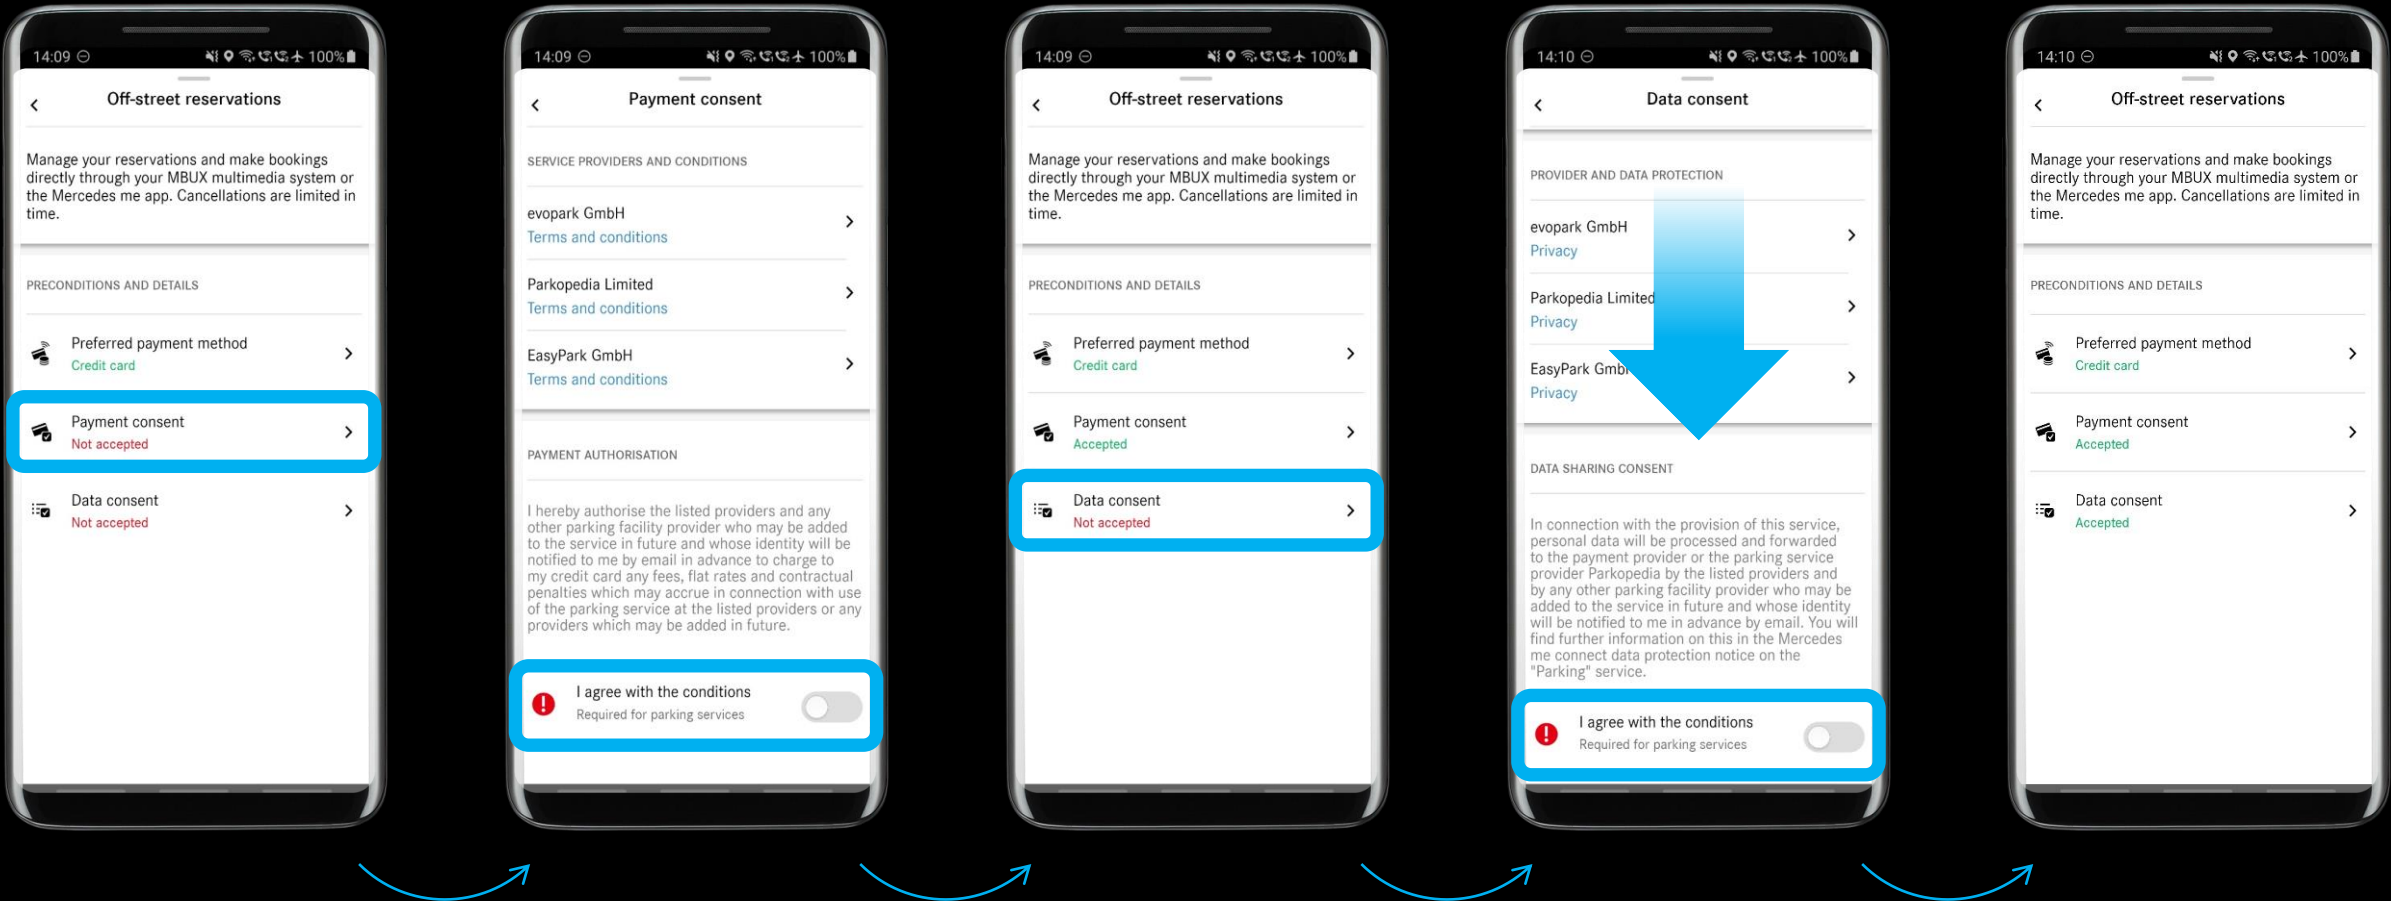 14:09
100%
Off-street reservations
Manage your reservations and make bookings
directly through your MBUX multimedia system or
the Mercedes me app. Cancellations are limited in
time.
PRECONDITIONS AND DETAILS
Preferred payment method
Credit card
Payment consent
Not accepted
Data consent
Not accepted
14:09
100%
Payment consent
SERVICE PROVIDERS AND CONDITIONS
evopark GmbH
Terms and conditions
Parkopedia Limited
Terms and conditions
EasyPark GmbH
Terms and conditions
PAYMENT AUTHORISATION
I hereby authorise the listed providers and any
other parking facility provider who may be added
to the service in future and whose identity will be
notified to me by email in advance to charge to
my credit card any fees, flat rates and contractual
penalties which may accrue in connection with use
of the parking service at the listed providers or any
providers which may be added in future.
I agree with the conditions
Required for parking services
14:09
100%
Off-street reservations
Manage your reservations and make bookings
directly through your MBUX multimedia system or
the Mercedes me app. Cancellations are limited in
time.
PRECONDITIONS AND DETAILS
Preferred payment method
Credit card
Payment consent
Accepted
Data consent
Not accepted
14:10
100%
Data consent
PROVIDER AND DATA PROTECTION
evopark GmbH
Privacy
Parkopedia Limited
Privacy
EasyPark Gmb
Privacy
DATA SHARING CONSENT
In connection with the provision of this service,
personal data will be processed and forwarded
to the payment provider or the parking service
provider Parkopedia by the listed providers and
by any other parking facility provider who may be
added to the service in future and whose identity
will be notified to me in advance by email. You will
find further information on this in the Mercedes
me connect data protection notice on the
"Parking" service.
I agree with the conditions
Required for parking services
14:10
100%
Off-street reservations
Manage your reservations and make bookings
directly through your MBUX multimedia system or
the Mercedes me app. Cancellations are limited in
time.
PRECONDITIONS AND DETAILS
Preferred payment method
Credit card
Payment consent
Accepted
Data consent
Accepted